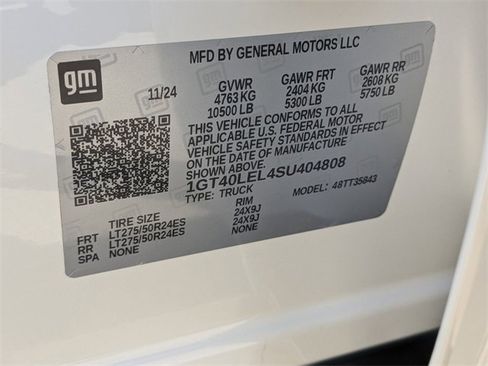 MFD BY GENERAL MOTORS LLC
gm
11/24 GVWR GAWR FRT GAWR RR
4763 KG 2404 KG 2608 KG
10500 LB 5300 LB 5750 LB
THIS VEHICLE CONFORMS TO ALL
APPLICABLE U.S. FEDERAL MOTOR
VEHICLE SAFETY STANDARDS IN EFFECT
ON THE DATE OF MANUFACTURE
1GT40LEL4SU404808
TYPE: TRUCK MODEL: 48TT35843
TIRE SIZE RIM
FRT LT275/50R24ES 24X9J
RR LT275/50R24ES 24X9J
SPA NONE NONE